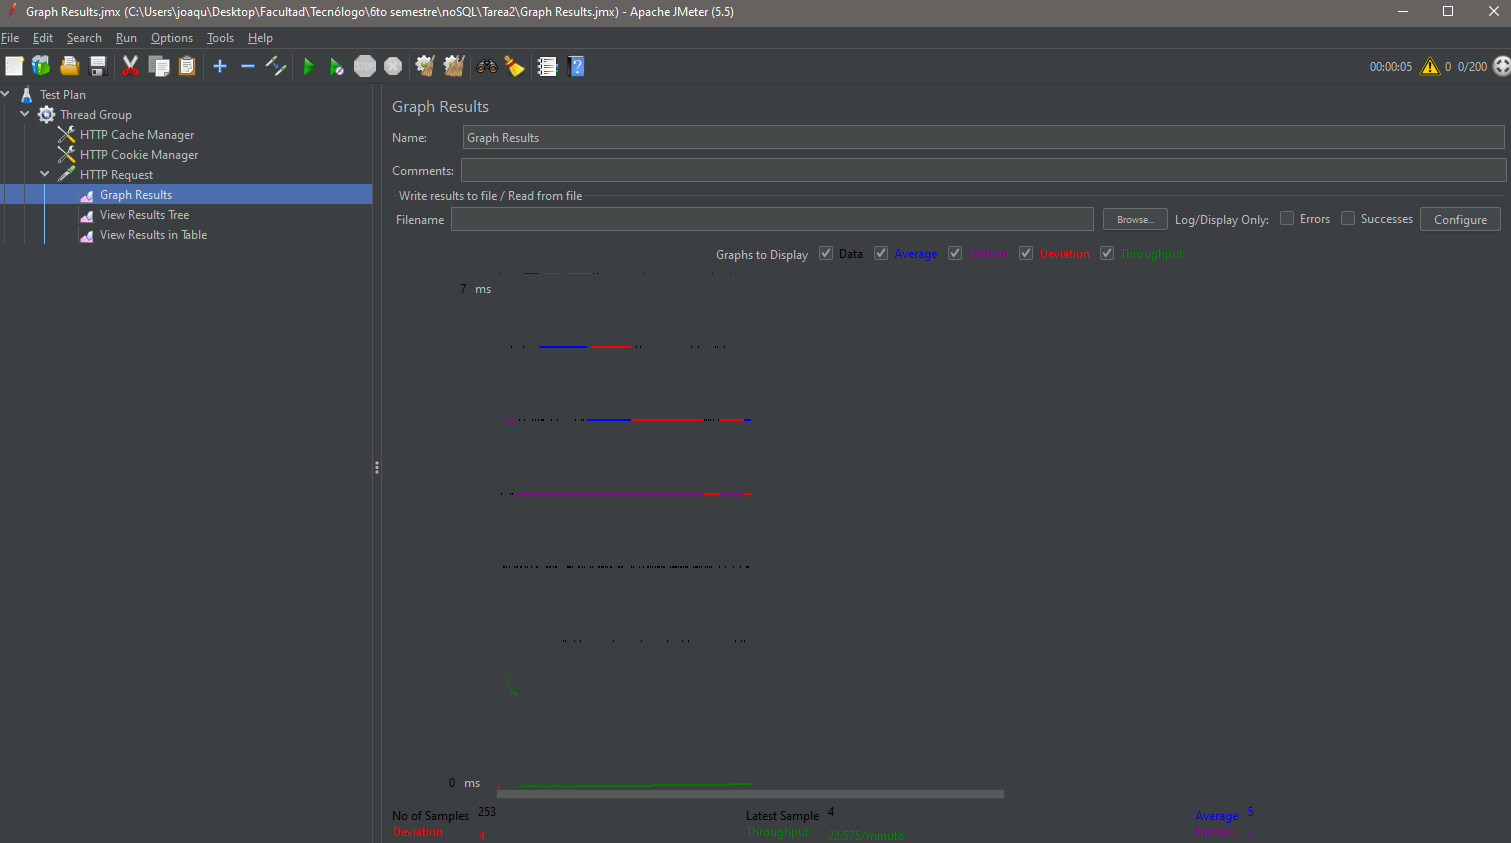 Graph Results.jmx (C:\Users\joaqu\Desktop\Facultad\Tecnólogo\6to semestre\noSQL\Tarea2\Graph Results.jmx) - Apache JMeter (5.5)
File Edit Search Run Options Tools Help
00:00:05 0 0/200
Test Plan
Thread Group
HTTP Cache Manager
HTTP Cookie Manager
HTTP Request
Graph Results
View Results Tree
View Results in Table
Graph Results
Name: Graph Results
Comments:
Write results to file / Read from file
Filename Browse... Log/Display Only: Errors Successes Configure
Graphs to Display Data Average Median Deviation Throughput
7 ms
0 ms
No of Samples 253 Latest Sample 4 Average 5
Deviation 4 Throughput 23,575/minute Median